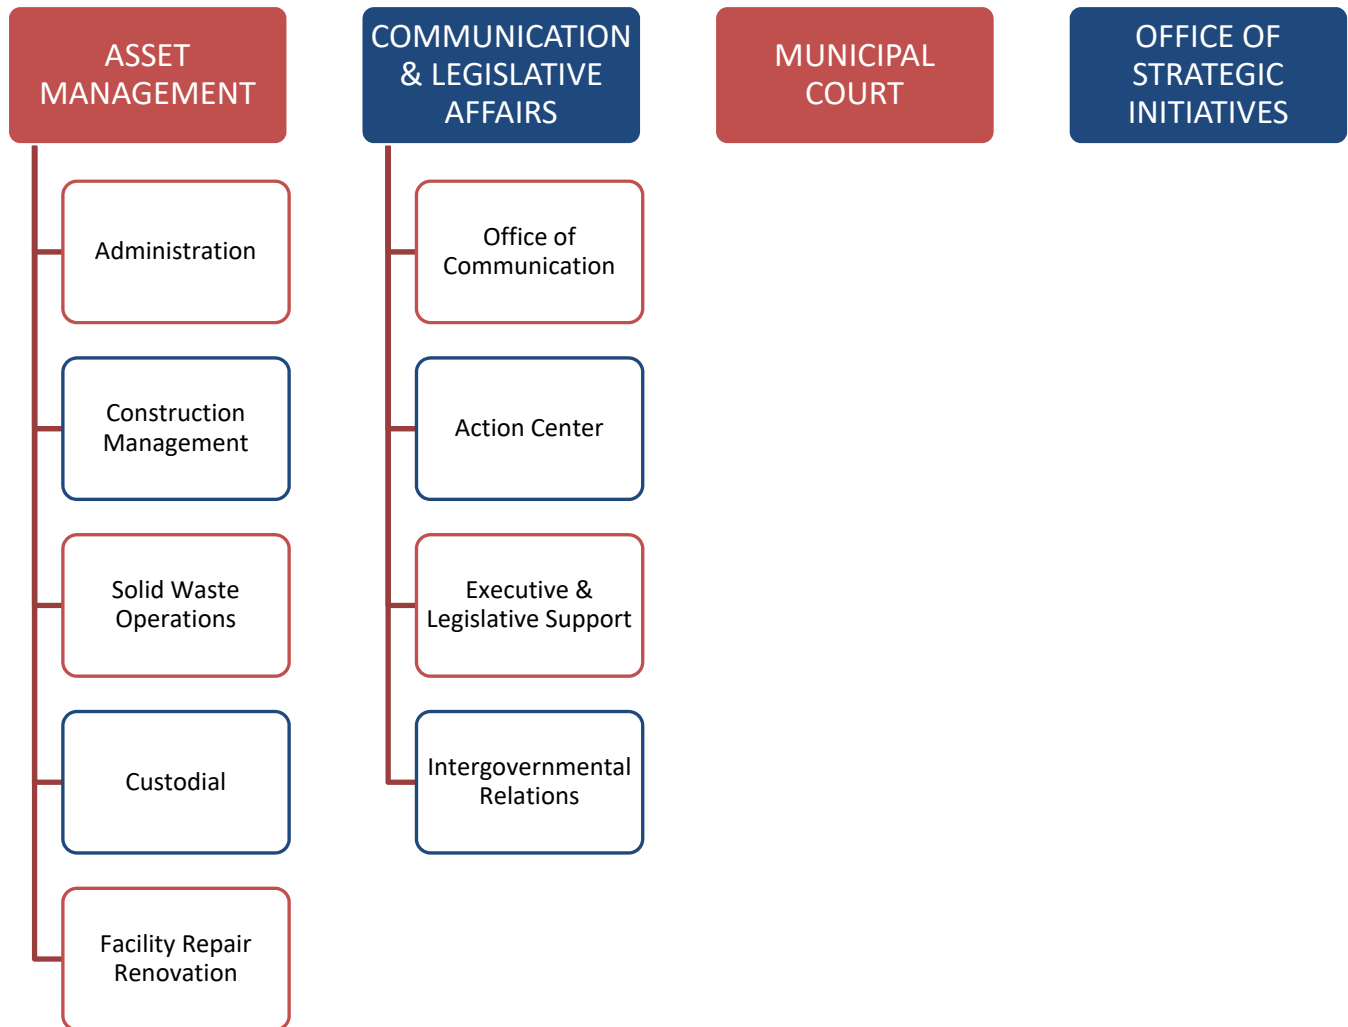 ASSET
MANAGEMENT
Administration
Construction
Management
Solid Waste
Operations
Custodial
Facility Repair
Renovation
COMMUNICATION
& LEGISLATIVE
AFFAIRS
Office of
Communication
Action Center
Executive &
Legislative Support
Intergovernmental
Relations
MUNICIPAL
COURT
OFFICE OF
STRATEGIC
INITIATIVES